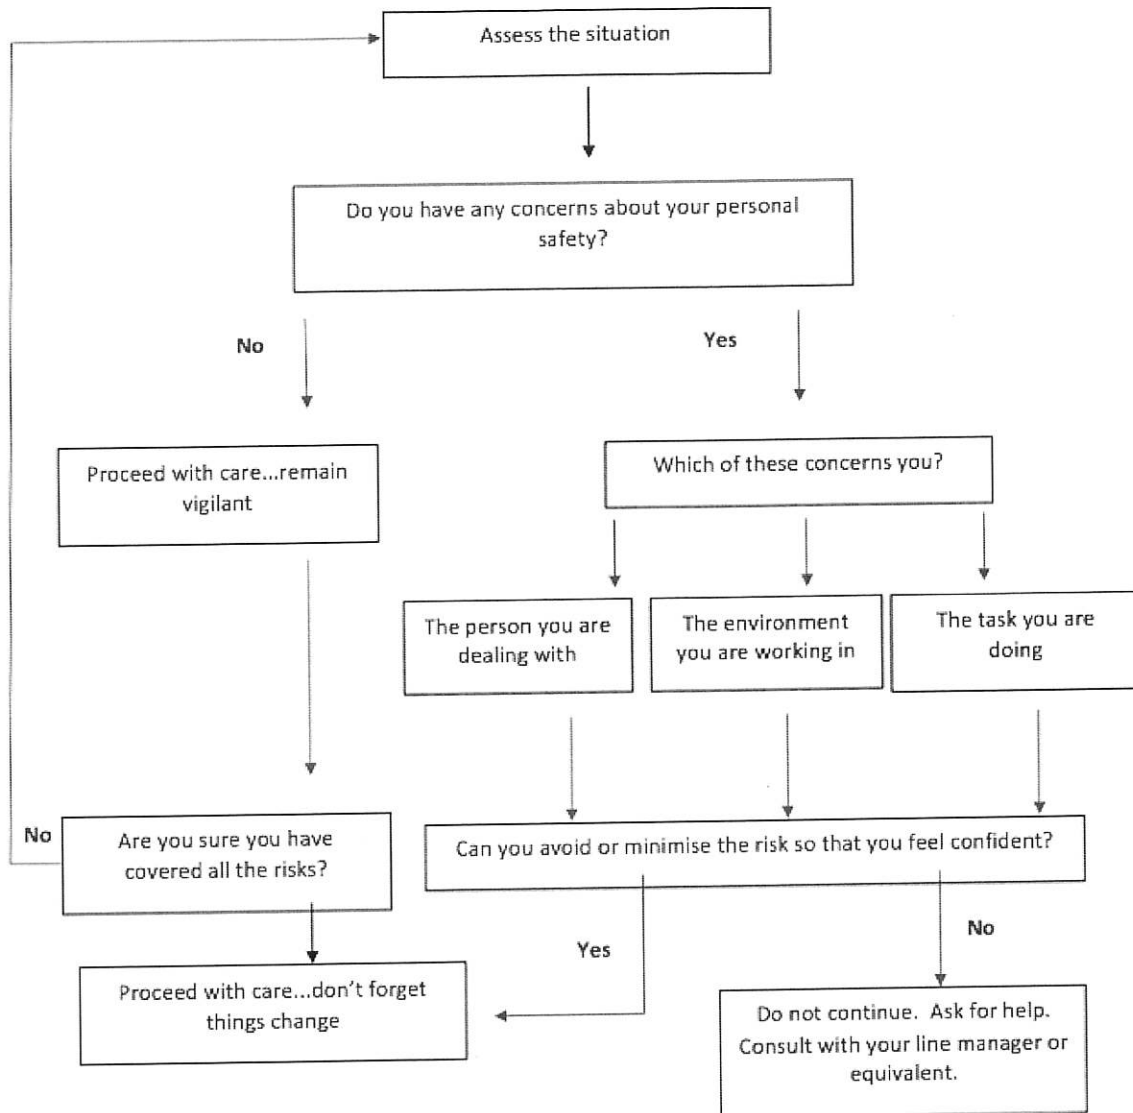 Assess the situation
Do you have any concerns about your personal
safety?
No
Yes
Proceed with care...remain
vigilant
Which of these concerns you?
The person you are
dealing with
The environment
you are working in
The task you are
doing
No
Are you sure you have
covered all the risks?
Can you avoid or minimise the risk so that you feel confident?
Yes
No
Proceed with care...don't forget
things change
Do not continue.  Ask for help.
Consult with your line manager or
equivalent.